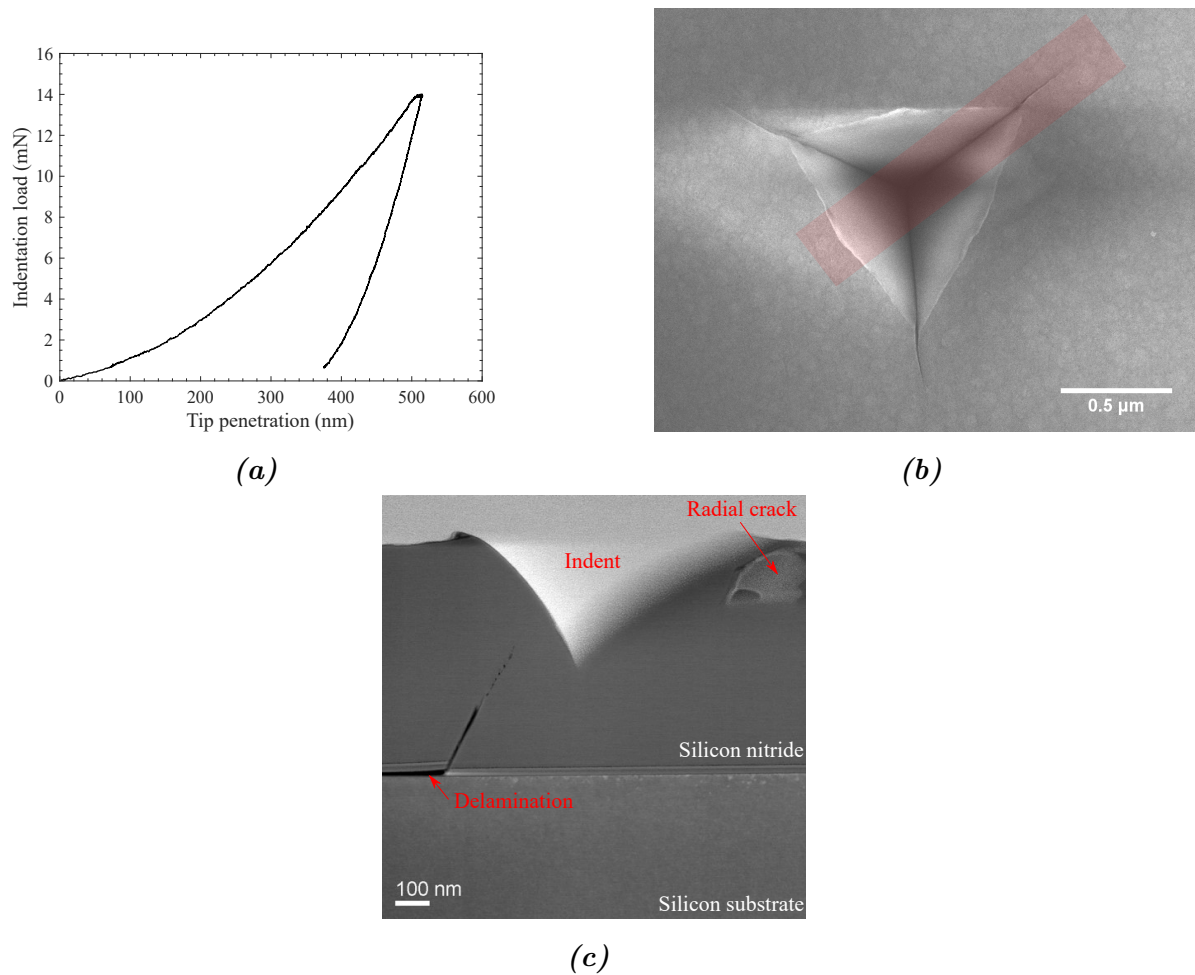 16
14
12
10
8
6
4
2
0
Indentation load (mN)
0 100 200 300 400 500 600
Tip penetration (nm)
(a)
0.5 µm
(b)
Radial crack
Indent
Silicon nitride
Delamination
100 nm
Silicon substrate
(c)